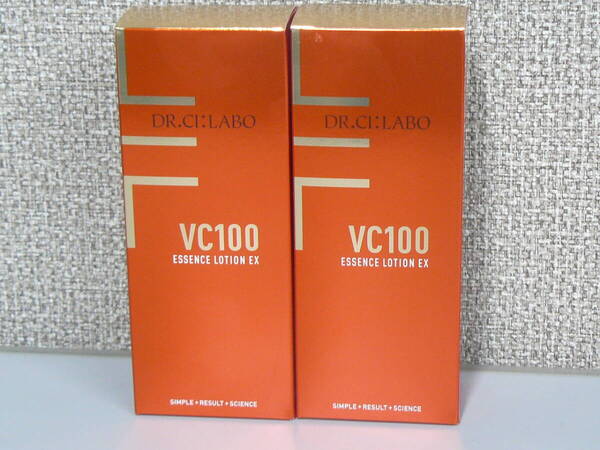 DR.CI:LABO
VC100
ESSENCE LOTION EX
SIMPLE + RESULT + SCIENCE
DR.CI:LABO
VC100
ESSENCE LOTION EX
SIMPLE + RESULT + SCIENCE